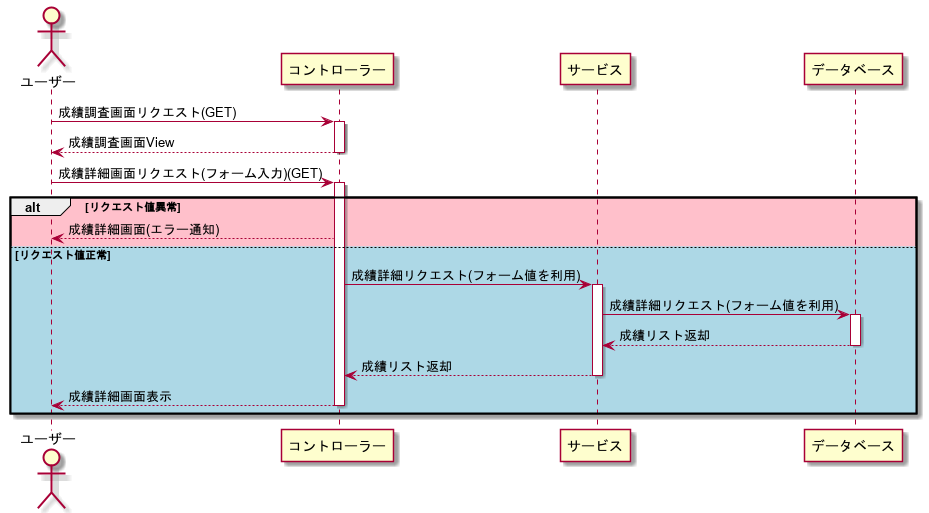 ユーザー
コントローラー
サービス
データベース
成績調査画面リクエスト(GET)
成績調査画面View
成績詳細画面リクエスト(フォーム入力)(GET)
alt
[リクエスト値異常]
成績詳細画面(エラー通知)
[リクエスト値正常]
成績詳細リクエスト(フォーム値を利用)
成績詳細リクエスト(フォーム値を利用)
成績リスト返却
成績リスト返却
成績詳細画面表示
ユーザー
コントローラー
サービス
データベース